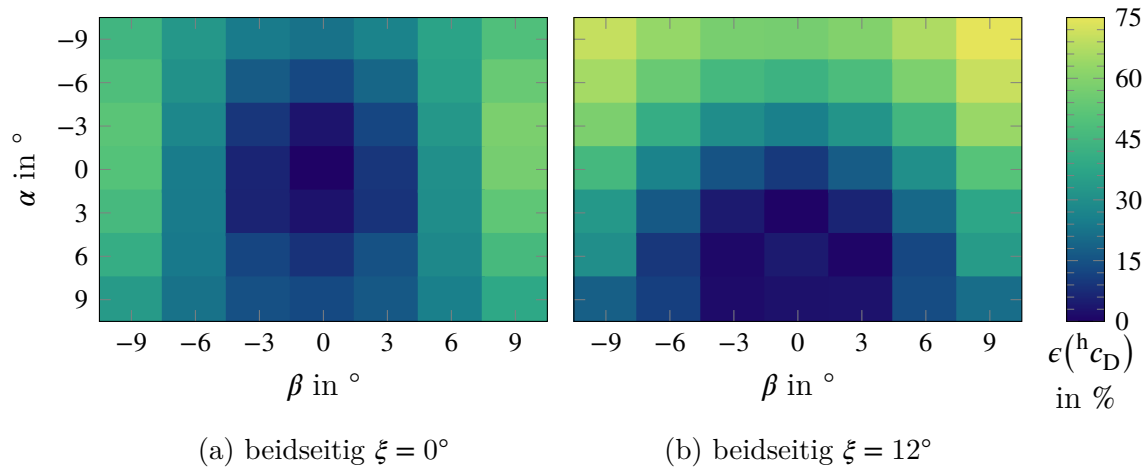 −9
−6
−3
0
3
6
9
α in °
−9 −6 −3 0 3 6 9
β in °
(a) beidseitig ξ = 0°
−9 −6 −3 0 3 6 9
β in °
(b) beidseitig ξ = 12°
75
60
45
30
15
0
ϵ(ʰc_D)
in %